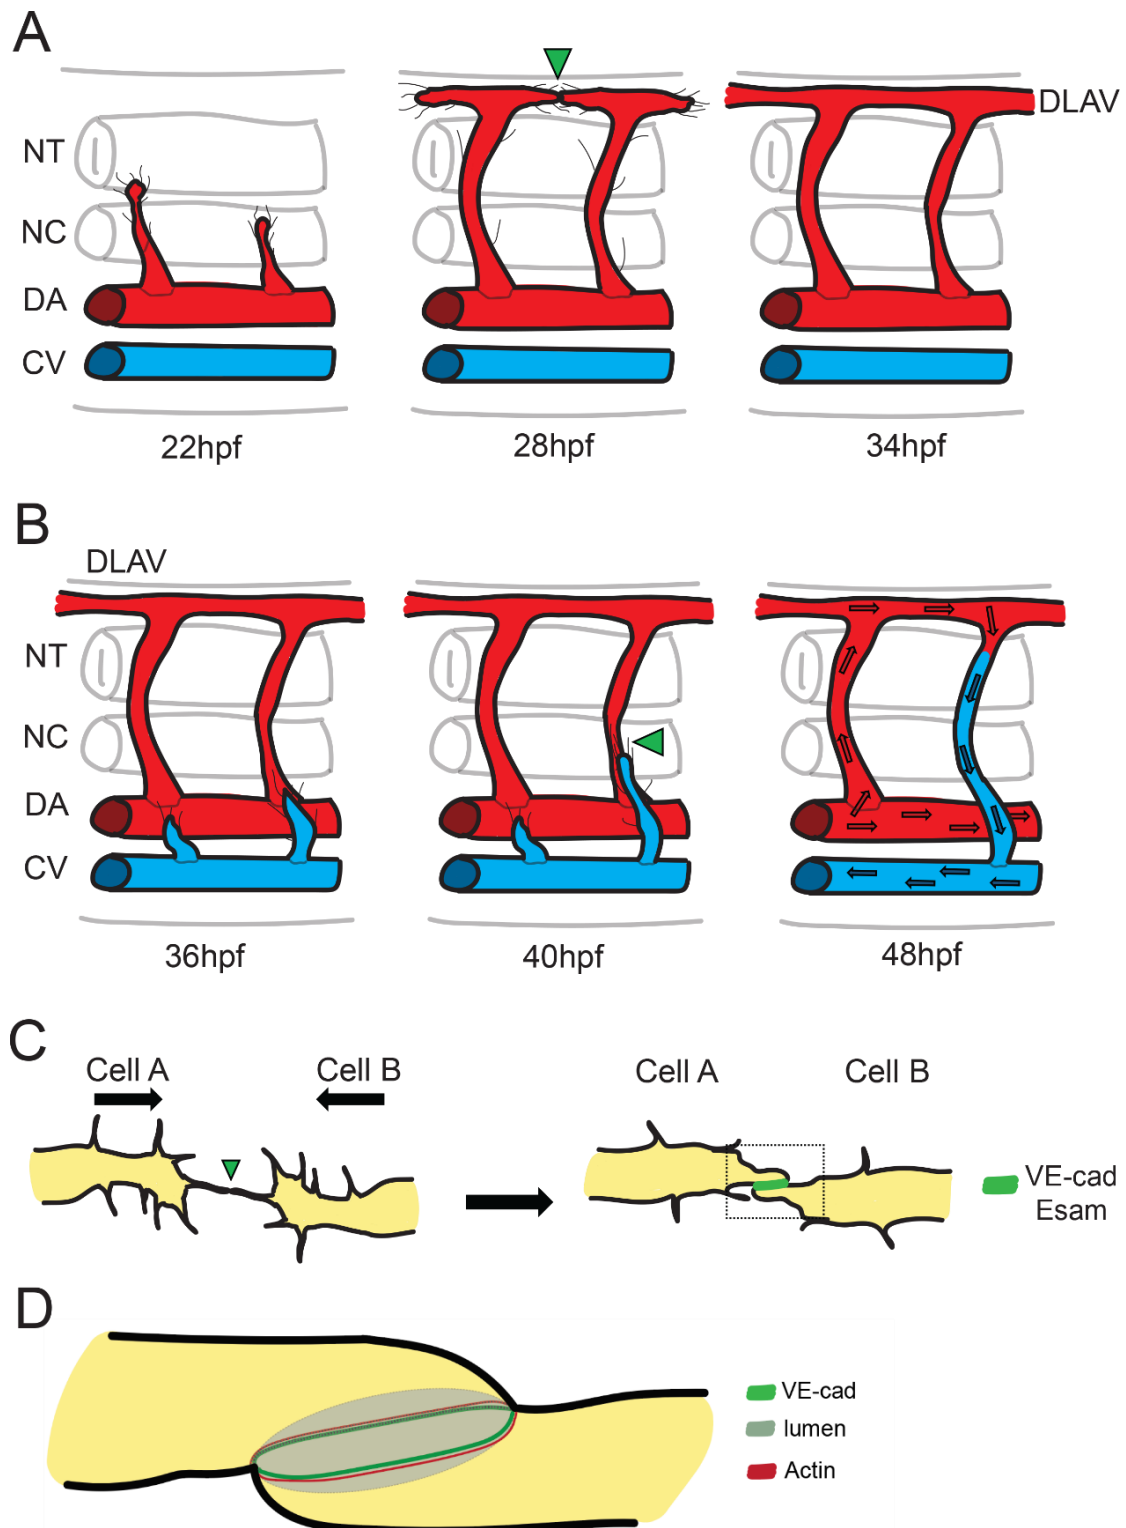 A
NT
NC
DA
CV
DLAV
22hpf
28hpf
34hpf
B
DLAV
NT
NC
DA
CV
36hpf
40hpf
48hpf
C
Cell A
Cell B
Cell A
Cell B
VE-cad
Esam
D
VE-cad
lumen
Actin